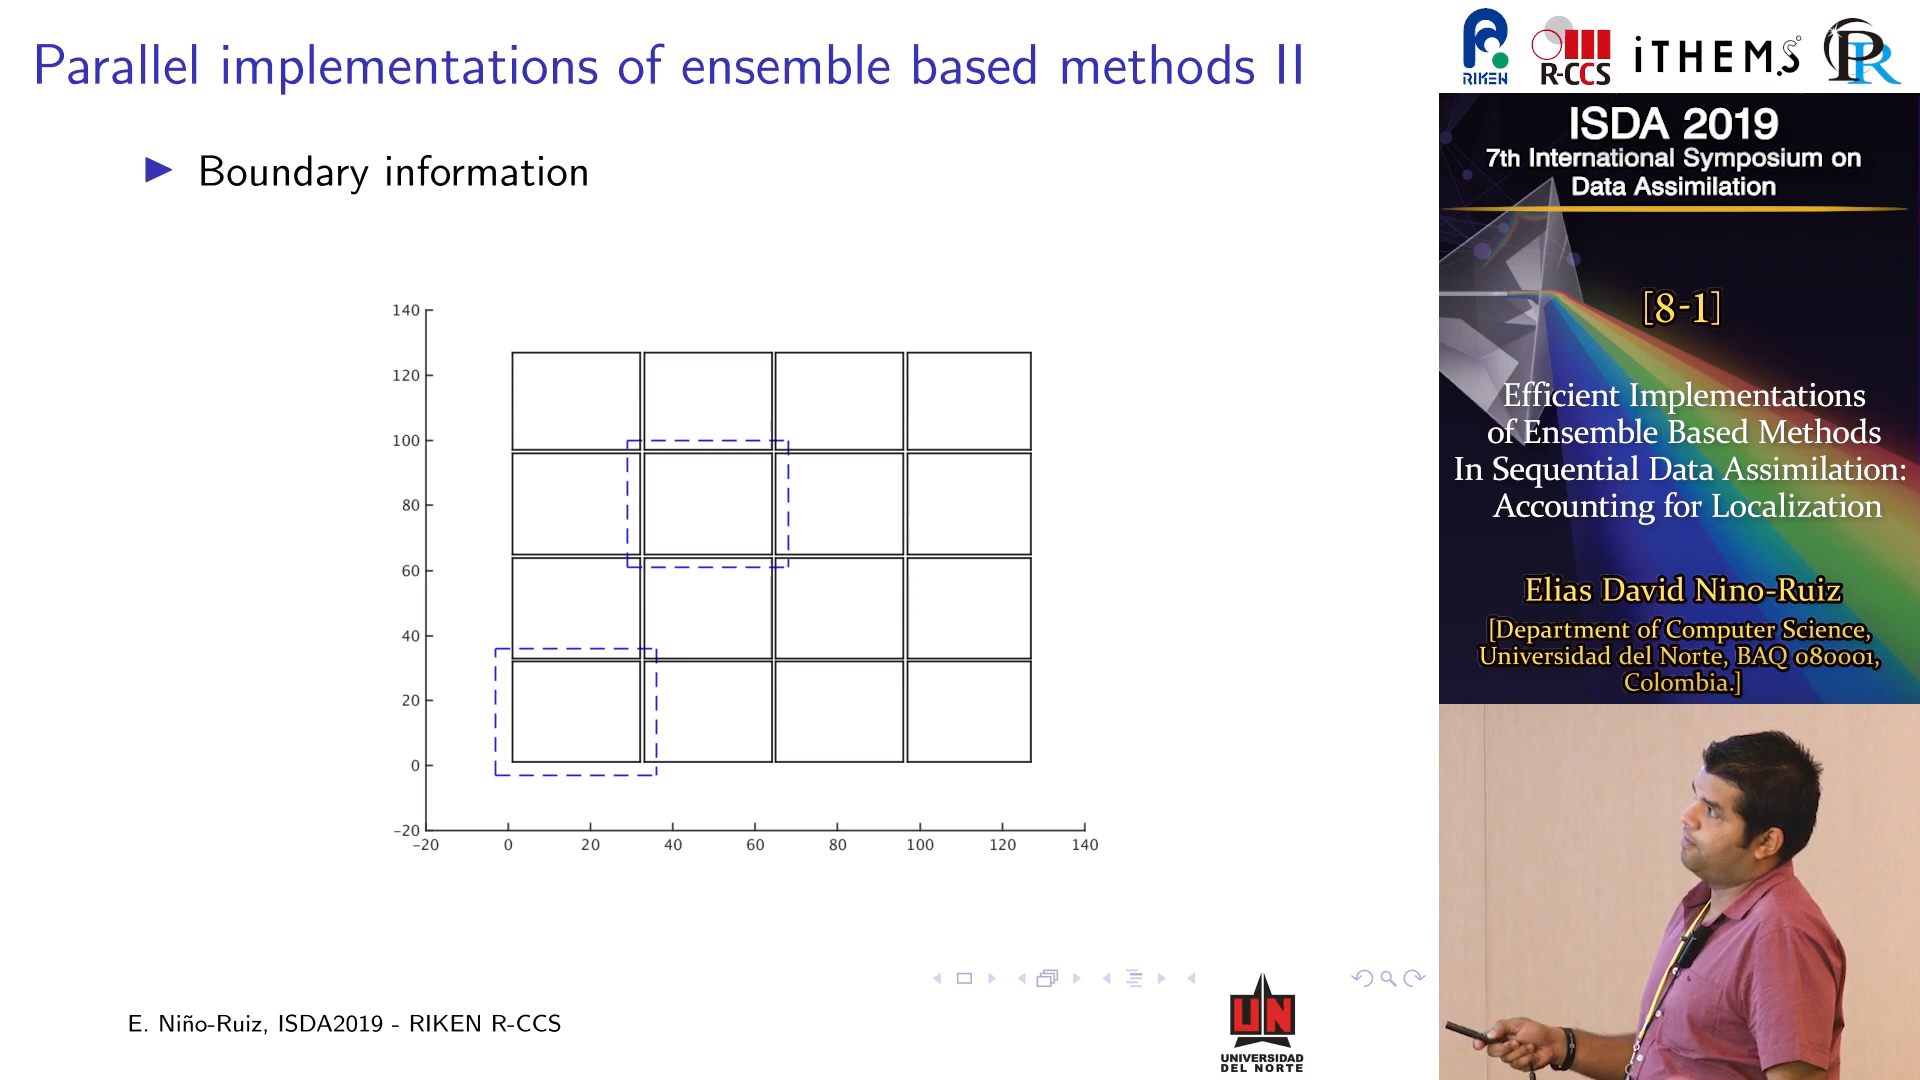 Parallel implementations of ensemble based methods II
Boundary information
140
120
100
80
60
40
20
0
−20
−20 0 20 40 60 80 100 120 140
E. Niño-Ruiz, ISDA2019 - RIKEN R-CCS
UN
UNIVERSIDAD
DEL NORTE
RIKEN
R-CCS
iTHEMS
PR
ISDA 2019
7th International Symposium on
Data Assimilation
[8-1]
Efficient Implementations
of Ensemble Based Methods
In Sequential Data Assimilation:
Accounting for Localization
Elias David Nino-Ruiz
[Department of Computer Science,
Universidad del Norte, BAQ 080001,
Colombia.]